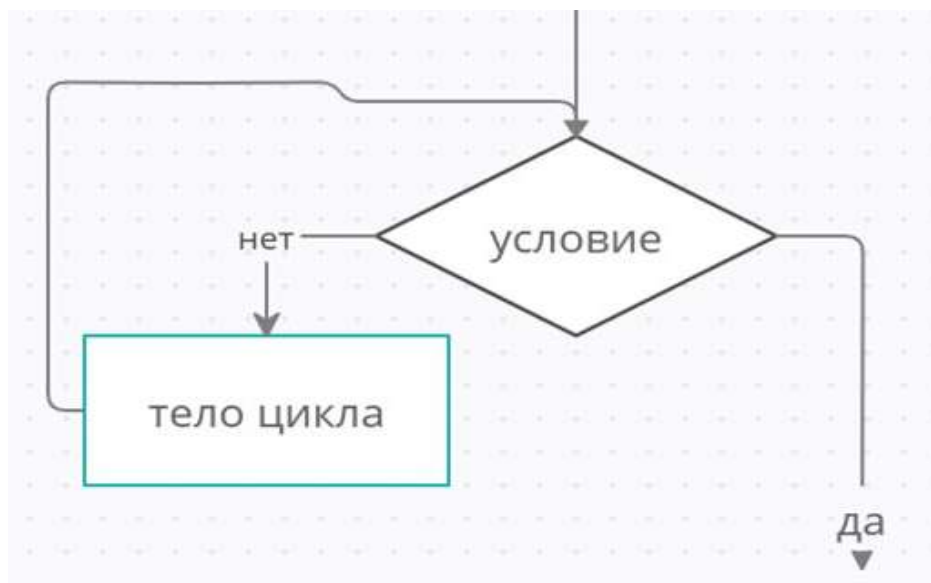 нет
условие
тело цикла
да